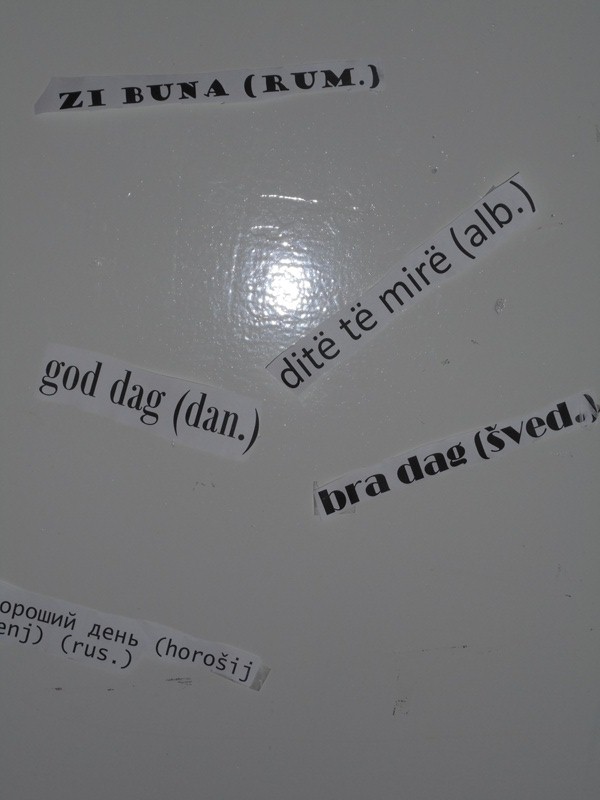 ZI BUNA (RUM.)
ditë të mirë (alb.)
god dag (dan.)
bra dag (šved.)
ороший день (horošij
enj) (rus.)